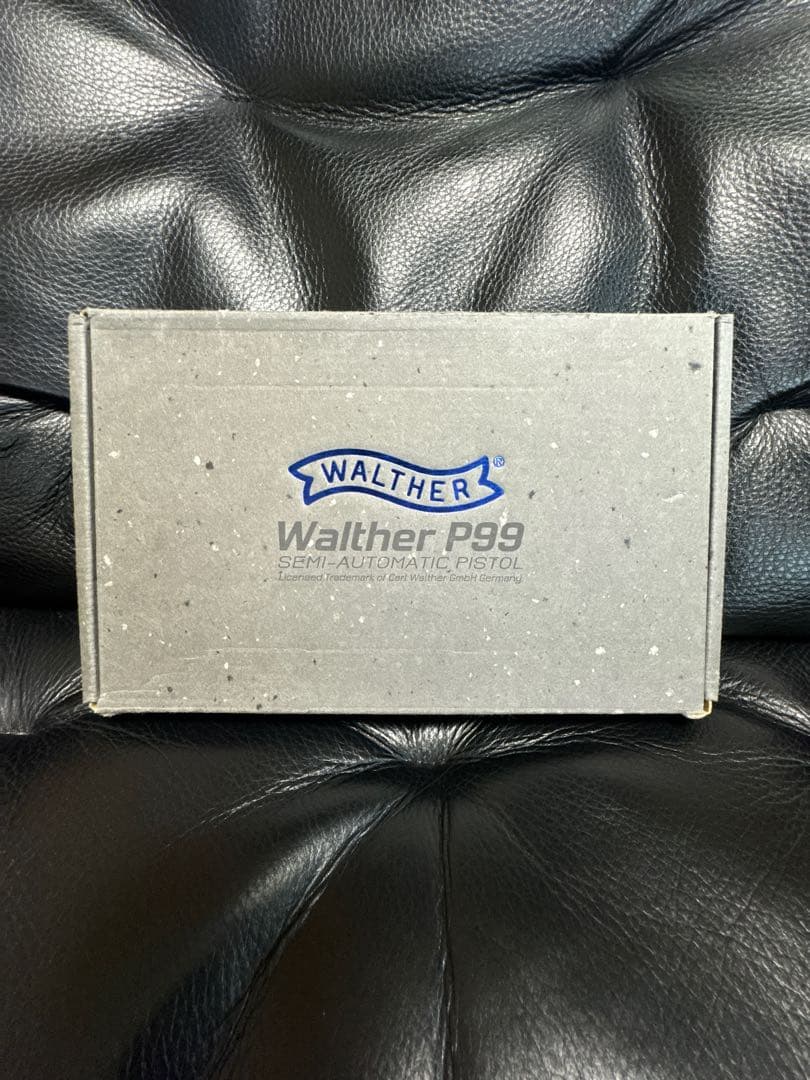 WALTHER®
Walther P99
SEMI-AUTOMATIC PISTOL
Licensed Trademark of Carl Walther GmbH Germany